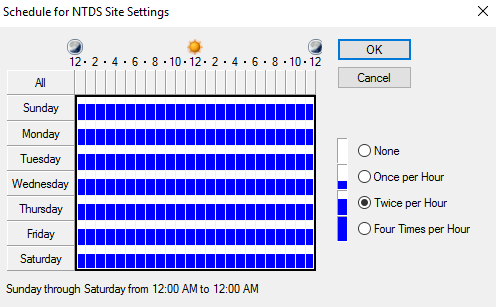 Schedule for NTDS Site Settings
OK
Cancel
12 · 2 · 4 · 6 · 8 · 10 · 12 · 2 · 4 · 6 · 8 · 10 · 12
All
Sunday
Monday
Tuesday
Wednesday
Thursday
Friday
Saturday
None
Once per Hour
Twice per Hour
Four Times per Hour
Sunday through Saturday from 12:00 AM to 12:00 AM